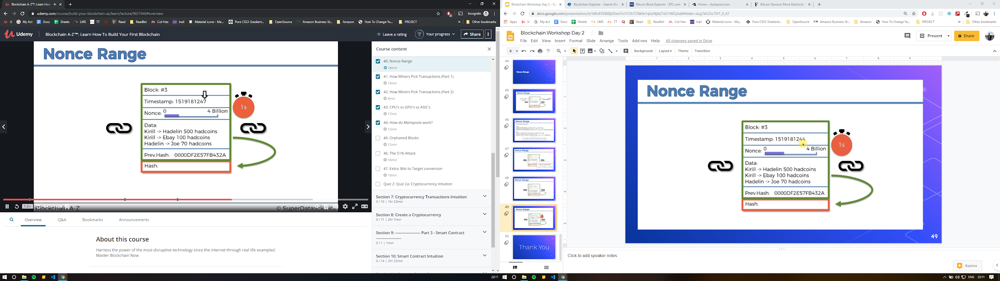 Blockchain A-Z™: Learn How
udemy.com/course/build-your-blockchain-az/learn/lecture/9657446#overview
Incognito
U
My Act
Docs
Sheets
LMS
TT
Q
Read
Readlist
Col-Hex
trail
Material icons - Ma...
Pure CSS3 Gradient...
OpenSource
Amazon Business St...
Amazon
How To Change Yo...
PROJECT
Other bookmarks
Udemy
Blockchain A-Z™: Learn How To Build Your First Blockchain
Leave a rating
Your progress
Share
Nonce Range
Block: #3
Timestamp: 1519181247
1s
Nonce:
0
4 Billion
Data:
Kirill -> Hadelin 500 hadcoins
Kirill -> Ebay 100 hadcoins
Hadelin -> Joe 70 hadcoins
Prev.Hash: 0000DF2E57FB432A
Hash:
1.5x
Blockchain A-Z
© SuperDataScience
Course content
40. Nonce Range
16min
41. How Miners Pick Transactions (Part 1)
15min
42. How Miners Pick Transactions (Part 2)
8min
43. CPU's vs GPU's vs ASIC's
17min
44. How do Mempools work?
12min
45. Orphaned Blocks
12min
46. The 51% Attack
16min
47. Extra: Bits to Target conversion
10min
Quiz 2: Quiz 2a: Cryptocurrency Intuition
Section 7: Cryptocurrency Transactions Intuition
0 / 10 | 1hr 23min
Section 8: Create a Cryptocurrency
0 / 11 | 2hr 7min
Section 9: -------------------- Part 3 - Smart Contract
--------------------
0 / 1 | 1min
Section 10: Smart Contract Intuition
0 / 14 | 2hr 22min
Overview
Q&A
Bookmarks
Announcements
About this course
Harness the power of the most disruptive technology since the internet through real life examples!
Master Blockchain Now
22:11
Blockchain Workshop Day 2 - Go
Blockchain Explorer - Search the
Bitcoin Block Explorer - BTC.com
Home – slushpool.com
Bitcoin Devours More Electricity
Apps
U
My Act
Docs
Sheets
LMS
TT
Q
Read
Readlist
Col-Hex
trail
Material icons - Ma...
Pure CSS3 Gradient...
OpenSource
Amazon Business St...
Amazon
How To Change Yo...
PROJECT
Other bookmarks
Blockchain Workshop Day 2
File Edit View Insert Format Slide Arrange Tools Add-ons Help
All changes saved in Drive
Present
Share
Background
Layout
Theme
Transition
1 2 3 4 5 6 7 8 9
44
Nonce Range
45
Nonce Range
46
Nonce Range
47
Nonce Range
48
Nonce Range
49
Nonce Range
50
Thank You
Nonce Range
Block: #3
Timestamp: 1519181244
1s
Nonce:
0
4 Billion
Data:
Kirill -> Hadelin 500 hadcoins
Kirill -> Ebay 100 hadcoins
Hadelin -> Joe 70 hadcoins
Prev.Hash: 0000DF2E57FB432A
Hash:
49
Click to add speaker notes
Explore
ENG
22:11